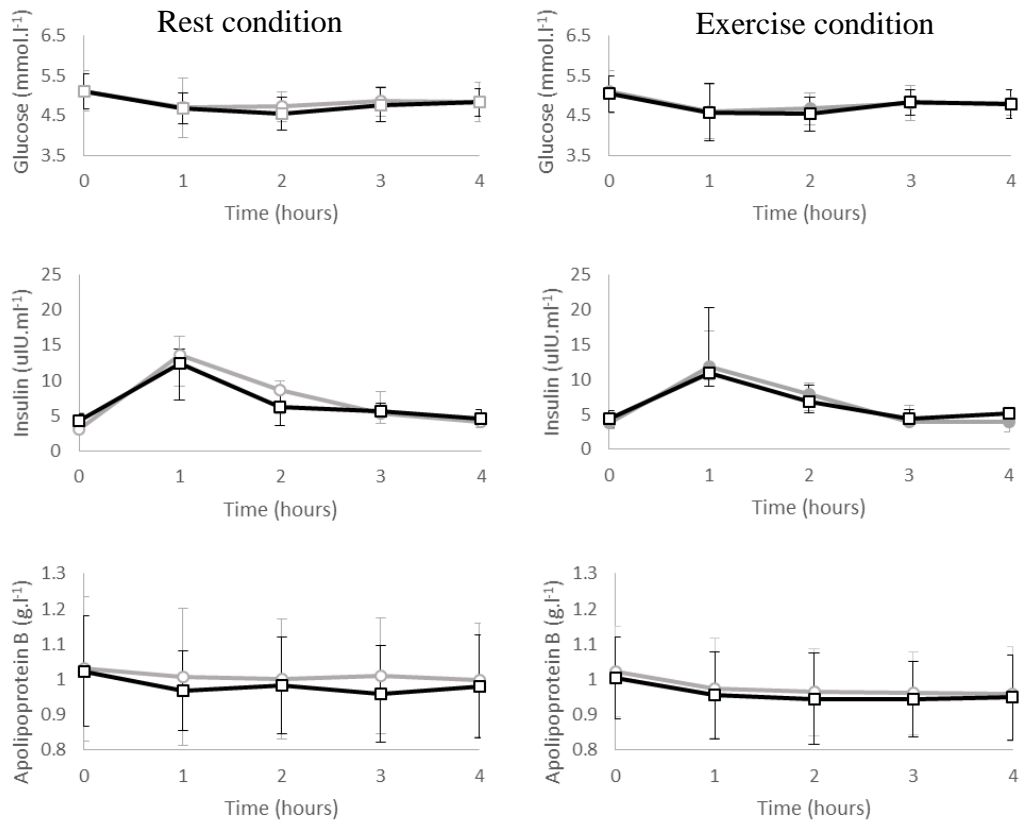 Rest condition
Exercise condition
Glucose (mmol.l⁻¹)
6.5
5.5
4.5
3.5
0 1 2 3 4
Time (hours)
Glucose (mmol.l⁻¹)
6.5
5.5
4.5
3.5
0 1 2 3 4
Time (hours)
Insulin (uIU.ml⁻¹)
25
20
15
10
5
0
0 1 2 3 4
Time (hours)
Insulin (uIU.ml⁻¹)
25
20
15
10
5
0
0 1 2 3 4
Time (hours)
Apolipoprotein B (g.l⁻¹)
1.3
1.2
1.1
1
0.9
0.8
0 1 2 3 4
Time (hours)
Apolipoprotein B (g.l⁻¹)
1.3
1.2
1.1
1
0.9
0.8
0 1 2 3 4
Time (hours)